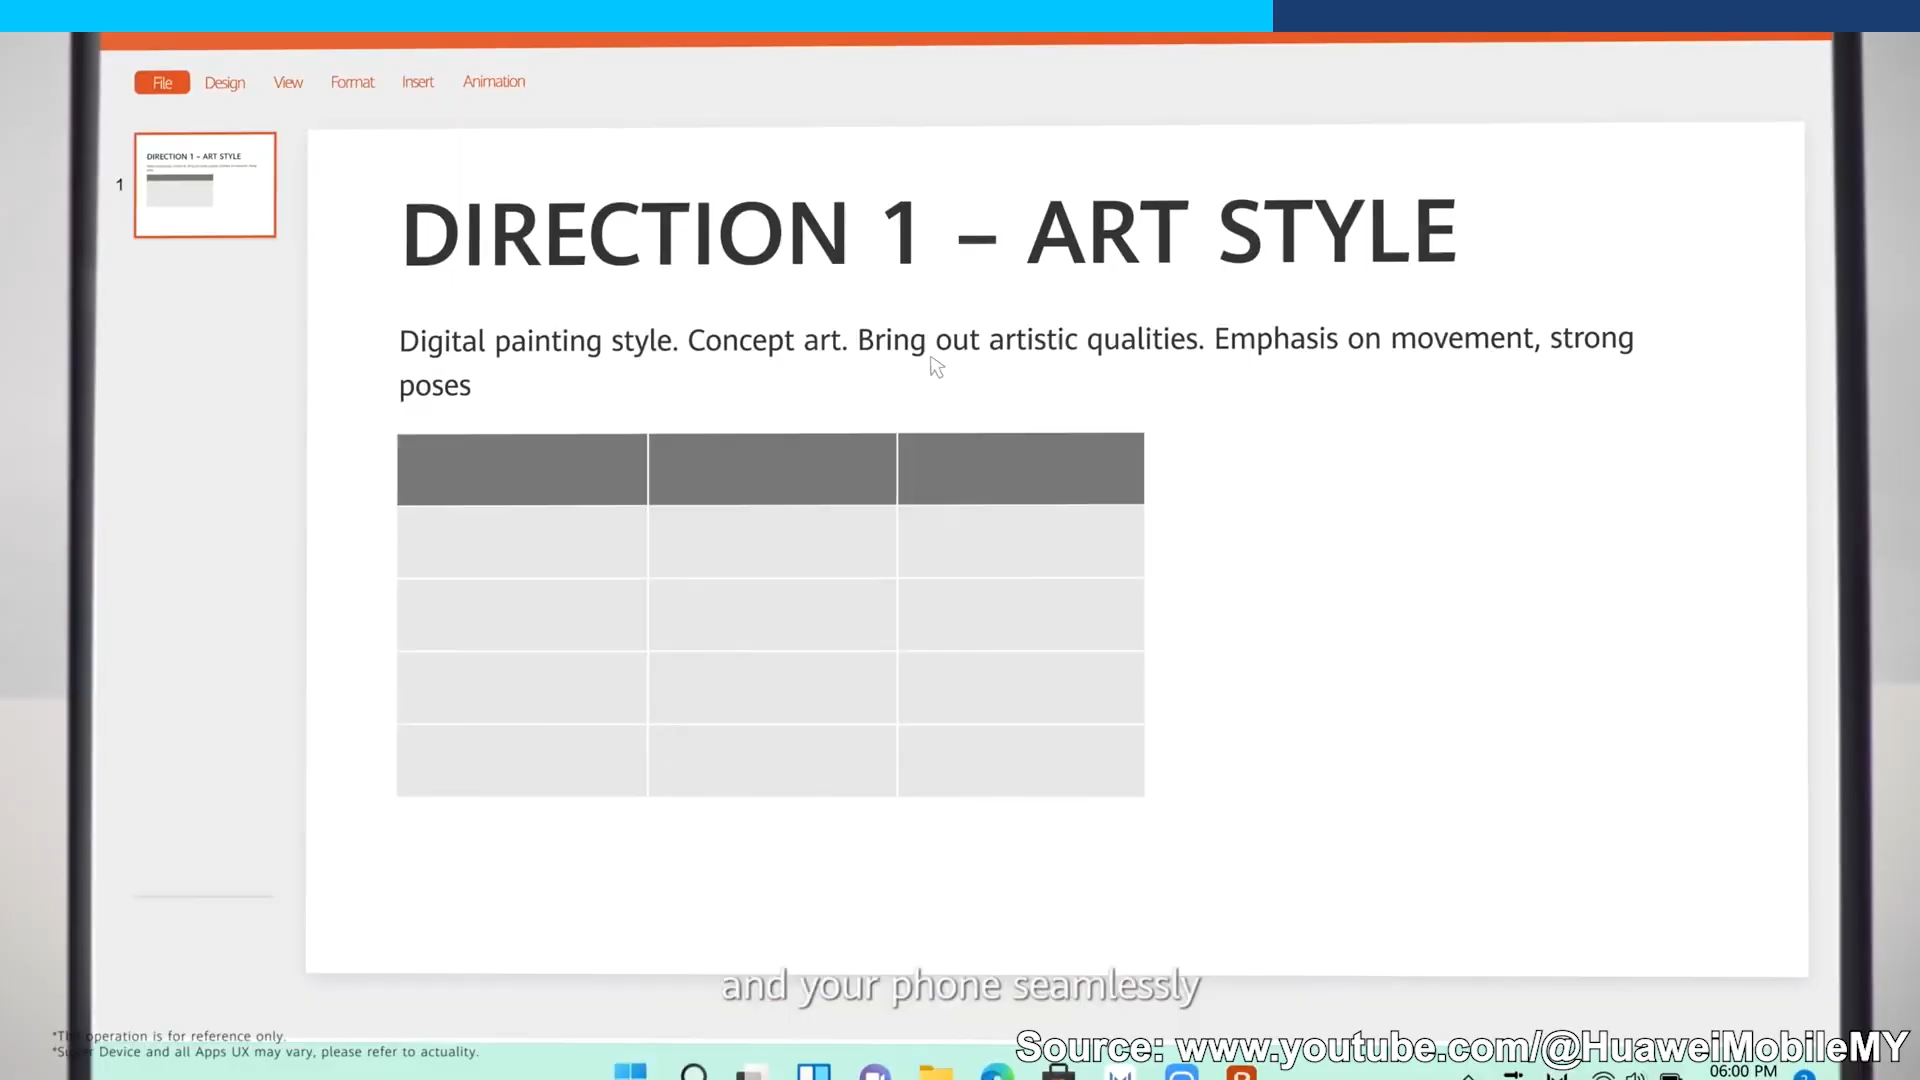 File Design View Format Insert Animation
1
DIRECTION 1 – ART STYLE
DIRECTION 1 – ART STYLE
Digital painting style. Concept art. Bring out artistic qualities. Emphasis on movement, strong
poses
and your phone seamlessly
operation is for reference only.
Device and all Apps UX may vary, please refer to actuality.
Source: www.youtube.com/@HuaweiMobileMY
06:00 PM